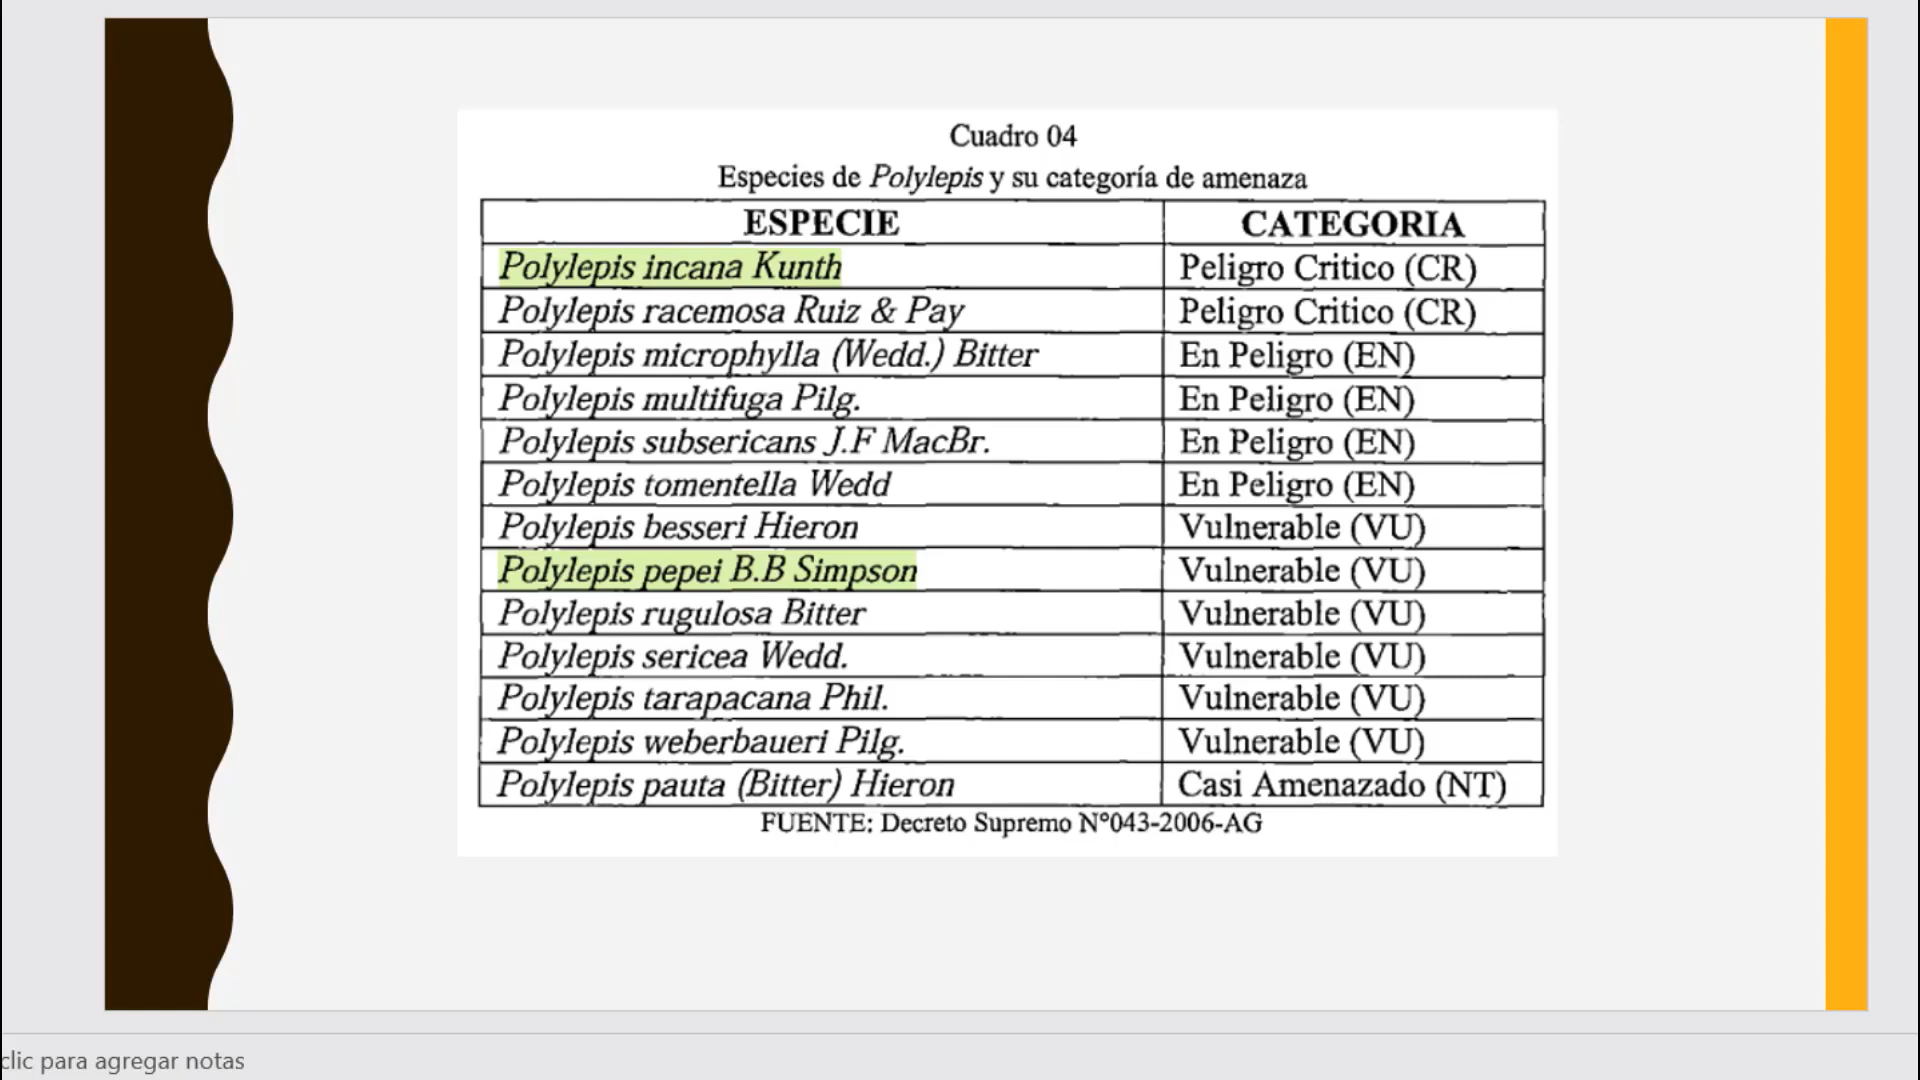 Cuadro 04
Especies de Polylepis y su categoría de amenaza
ESPECIE CATEGORIA
Polylepis incana Kunth Peligro Critico (CR)
Polylepis racemosa Ruiz & Pay Peligro Critico (CR)
Polylepis microphylla (Wedd.) Bitter En Peligro (EN)
Polylepis multifuga Pilg. En Peligro (EN)
Polylepis subsericans J.F MacBr. En Peligro (EN)
Polylepis tomentella Wedd En Peligro (EN)
Polylepis besseri Hieron Vulnerable (VU)
Polylepis pepei B.B Simpson Vulnerable (VU)
Polylepis rugulosa Bitter Vulnerable (VU)
Polylepis sericea Wedd. Vulnerable (VU)
Polylepis tarapacana Phil. Vulnerable (VU)
Polylepis weberbaueri Pilg. Vulnerable (VU)
Polylepis pauta (Bitter) Hieron Casi Amenazado (NT)
FUENTE: Decreto Supremo N°043-2006-AG
clic para agregar notas